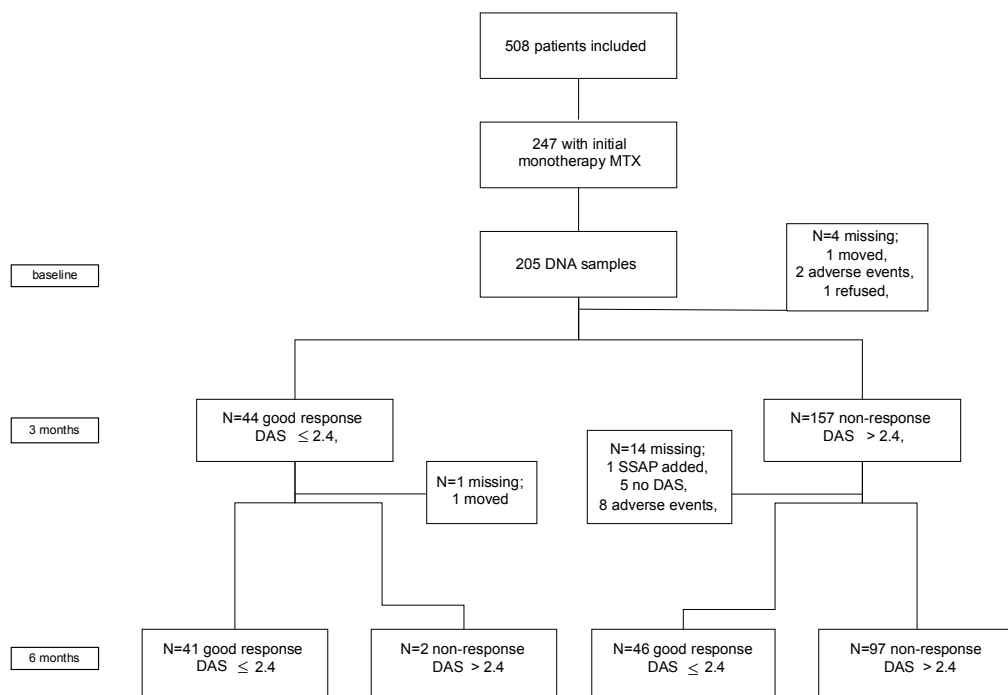 508 patients included
247 with initial
monotherapy MTX
205 DNA samples
N=4 missing;
1 moved,
2 adverse events,
1 refused,
baseline
N=44 good response
DAS ≤ 2.4,
N=157 non-response
DAS > 2.4,
3 months
N=1 missing;
1 moved
N=14 missing;
1 SSAP added,
5 no DAS,
8 adverse events,
N=41 good response
DAS ≤ 2.4
N=2 non-response
DAS > 2.4
N=46 good response
DAS ≤ 2.4
N=97 non-response
DAS > 2.4
6 months